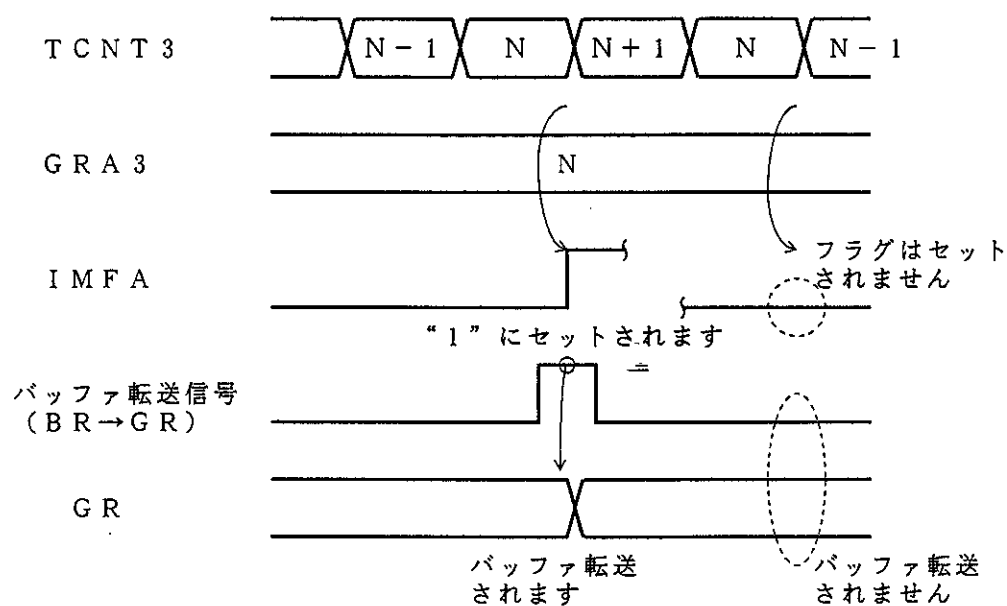 TCNT3
N－1
N
N＋1
N
N－1
GRA3
N
IMFA
フラグはセット
されません
“1”にセットされます
バッファ転送信号
（BR→GR）
GR
バッファ転送
されます
バッファ転送
されません